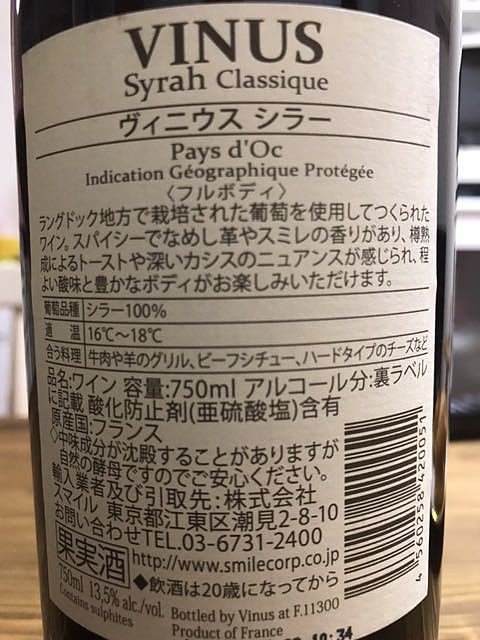 VINUS
Syrah Classique
ヴィニウス シラー
Pays d'Oc
Indication Géographique Protégée
〈フルボディ〉
ラングドック地方で栽培された葡萄を使用してつくられた
ワイン。スパイシーでなめし革やスミレの香りがあり、樽熟
成によるトーストや深いカシスのニュアンスが感じられ、程
よい酸味と豊かなボディがお楽しみいただけます。
葡萄品種 シラー100%
適 温 16℃～18℃
合う料理 牛肉や羊のグリル、ビーフシチュー、ハードタイプのチーズなど
品名:ワイン 容量:750ml アルコール分:裏ラベル
に記載 酸化防止剤(亜硫酸塩)含有
原産国:フランス
◇中味成分が沈殿することがありますが
自然の酵母ですのでご安心ください。
輸入業者及び引取先:株式会社
スマイル 東京都江東区潮見2-8-10
お問い合わせTEL.03-6731-2400
果実酒 http://www.smilecorp.co.jp
◆飲酒は20歳になってから
750ml 13,5% alc./vol. Bottled by Vinus at F.11300
Contains sulphites Product of France
4 560258 420051